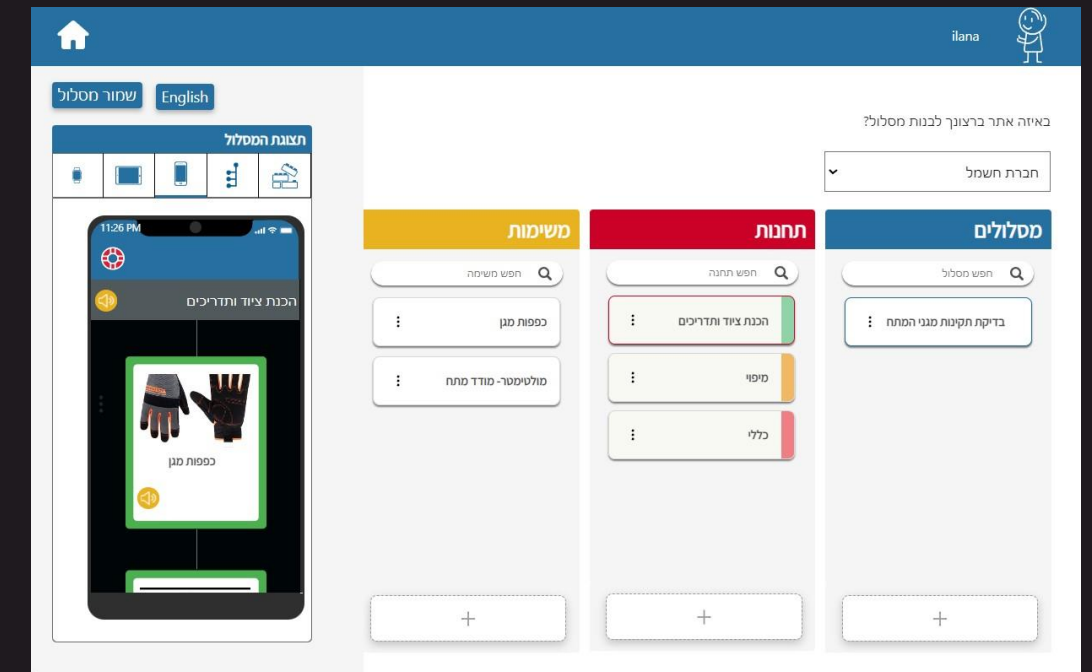 ilana
באיזה אתר ברצונך לבנות מסלול?
חברת חשמל
מסלולים
חפש מסלול
בדיקת תקינות מגני המתח
+
תחנות
חפש תחנה
הכנת ציוד ותדריכים
מיפוי
כללי
+
משימות
חפש משימה
כפפות מגן
מולטימטר- מודד מתח
+
English
שמור מסלול
תצוגת המסלול
11:26 PM
הכנת ציוד ותדריכים
כפפות מגן